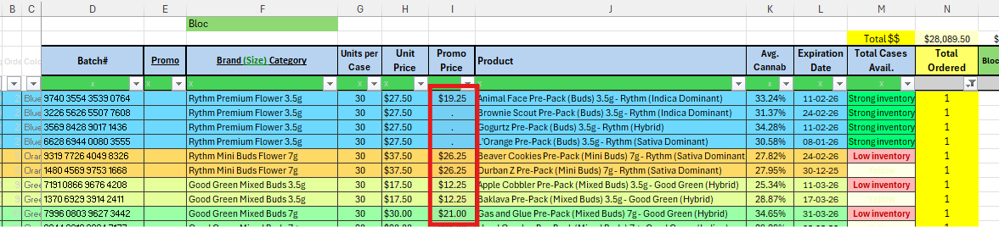 B C D E F G H I J K L M N
Bloc
Total $$ $28,089.50
Batch# Promo Brand (Size) Category Units per Case Unit Price Promo Price Product Avg. Cannab Expiration Date Total Cases Avail. Total Ordered Bloc
x x x x x x x x x x
2 Blue 9740 3554 3539 0764 Rythm Premium Flower 3.5g 30 $27.50 $19.25 Animal Face Pre-Pack (Buds) 3.5g - Rythm (Indica Dominant) 33.24% 11-02-26 Strong inventory 1
2 Blue 3226 5626 5507 7608 Rythm Premium Flower 3.5g 30 $27.50 . Brownie Scout Pre-Pack (Buds) 3.5g - Rythm (Indica Dominant) 31.37% 24-02-26 Strong inventory 1
2 Blue 3569 8428 9017 1436 Rythm Premium Flower 3.5g 30 $27.50 . Gogurtz Pre-Pack (Buds) 3.5g - Rythm (Hybrid) 34.28% 11-02-26 Strong inventory 1
2 Blue 6628 6944 0080 3555 Rythm Premium Flower 3.5g 30 $27.50 . L'Orange Pre-Pack (Buds) 3.5g - Rythm (Sativa Dominant) 30.58% 08-01-26 Strong inventory 1
Oran 9319 7726 4049 8326 Rythm Mini Buds Flower 7g 30 $37.50 $26.25 Beaver Cookies Pre-Pack (Mini Buds) 7g - Rythm (Sativa Dominant 27.82% 24-02-26 Low inventory 1
Oran 1480 4569 9753 1668 Rythm Mini Buds Flower 7g 30 $37.50 $26.25 Durban Z Pre-Pack (Mini Buds) 7g - Rythm (Sativa Dominant) 27.95% 30-12-25 Yellow 1
Gree 7191 0866 9676 4208 Good Green Mixed Buds 3.5g 30 $17.50 $12.25 Apple Cobbler Pre-Pack (Mixed Buds) 3.5g - Good Green (Hybrid) 25.34% 11-03-26 Low inventory 1
Gree 1370 6929 3914 2411 Good Green Mixed Buds 3.5g 30 $17.50 $12.25 Baklava Pre-Pack (Mixed Buds) 3.5g - Good Green (Hybrid) 28.87% 17-03-26 Yellow 1
Gree 7996 0803 9627 3442 Good Green Mixed Buds 7g 30 $30.00 $21.00 Gas and Glue Pre-Pack (Mixed Buds) 7g - Good Green (Hybrid) 34.65% 31-03-26 Low inventory 1